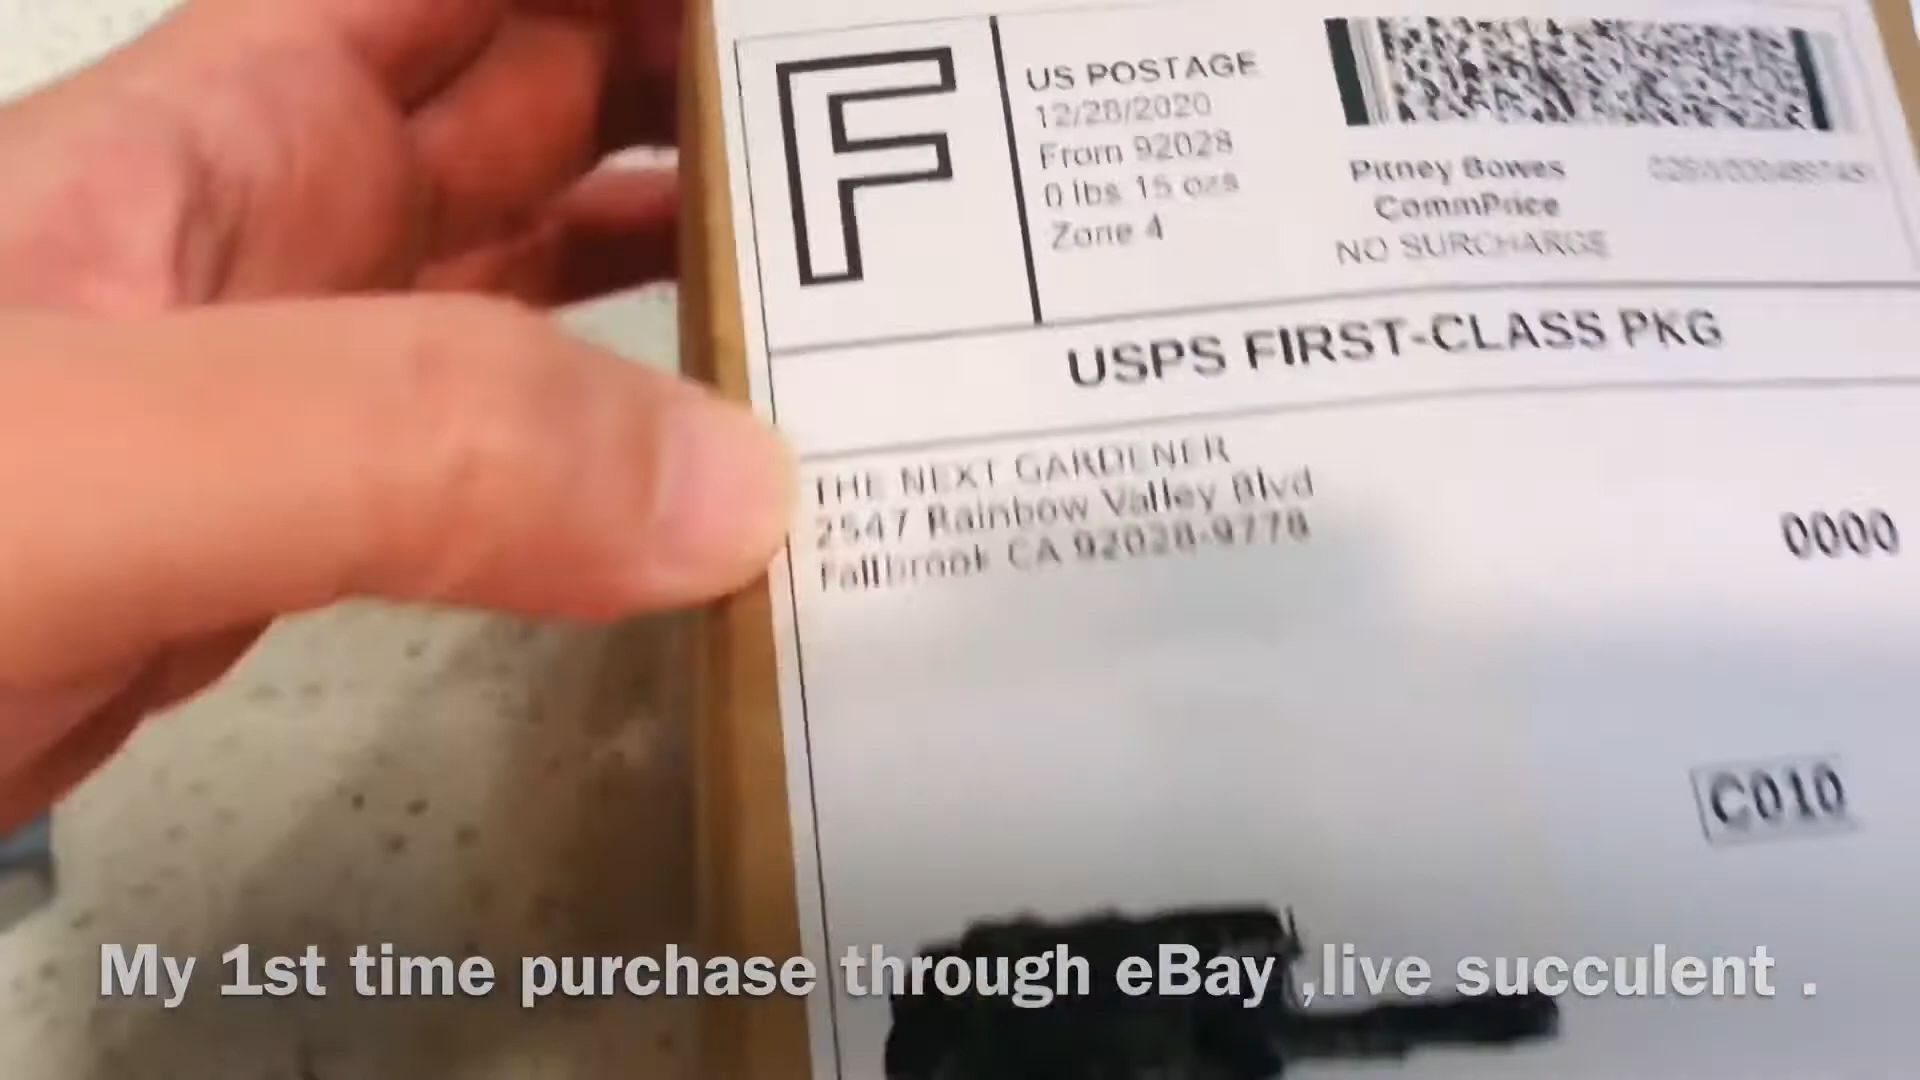 F
US POSTAGE
12/28/2020
From 92028
0 lbs 15 ozs
Zone 4
Pitney Bowes
CommPrice
NO SURCHARGE
USPS FIRST-CLASS PKG
THE NEXT GARDENER
2547 Rainbow Valley Blvd
Fallbrook CA 92028-9778
0000
C010
My 1st time purchase through eBay ,live succulent .